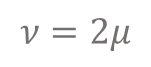 ν = 2μ